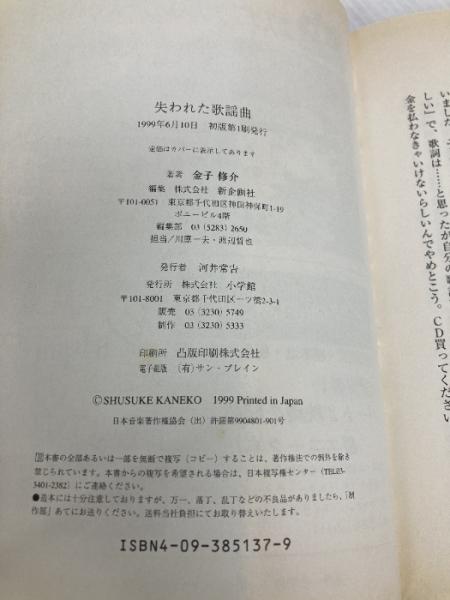 失われた歌謡曲
1999年6月10日　初版第1刷発行
定価はカバーに表示してあります
著者　金子修介
編集　株式会社　新企画社
〒101-0051　東京都千代田区神田神保町1-19
ボニービル4階
編集部　03 (5283) 2650
担当/川原一夫・渡辺哲也
発行者　河井常吉
発行所　株式会社　小学館
〒101-8001　東京都千代田区一ツ橋2-3-1
販売　03 (3230) 5749
制作　03 (3230) 5333
印刷所　凸版印刷株式会社
電子組版　(有) サン・ブレイン
©SHUSUKE KANEKO　1999 Printed in Japan
日本音楽著作権協会 (出) 許諾第9904801-901号
本書の全部あるいは一部を無断で複写 (コピー) することは、著作権法での例外を除き
禁じられています。本書からの複写を希望される場合は、日本複写権センター (TEL03-
3401-2382) にご連絡ください。
●造本には十分注意しておりますが、万一、落丁、乱丁などの不良品がありましたら、「制
作部」あてにお送りください。送料当社負担にてお取り替えいたします。
ISBN4-09-385137-9
いました
しい」で、歌詞は……と思ったが自分の
金を払わなきゃいけないらしいんでやめとこう。CD買ってください